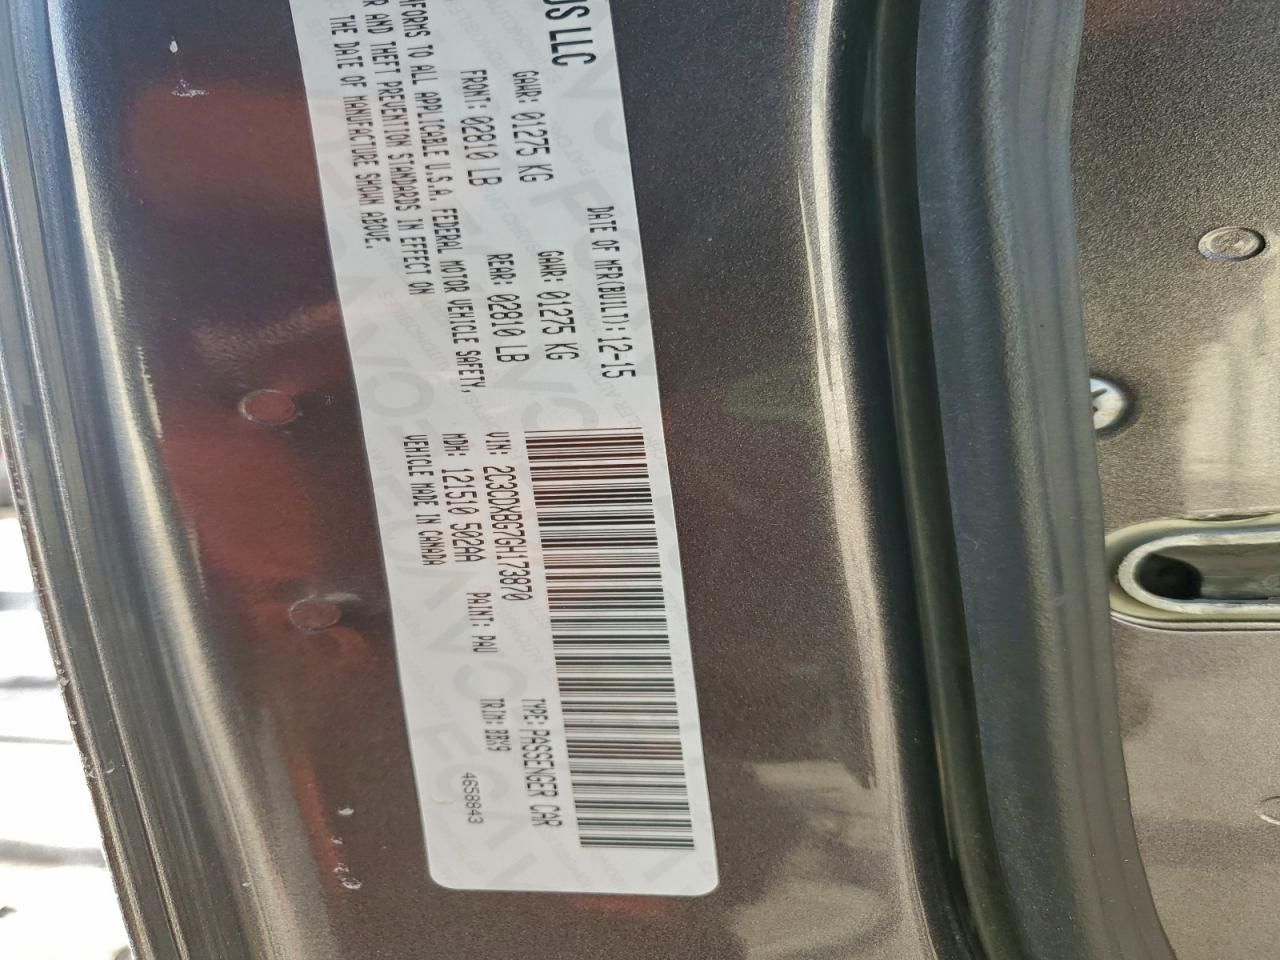 US LLC
DATE OF MFR(BUILT): 12-15
GAWR: 01275 KG GAWR: 01275 KG
FRONT: 02810 LB REAR: 02810 LB
FORMS TO ALL APPLICABLE U.S.A. FEDERAL MOTOR VEHICLE SAFETY,
R AND THEFT PREVENTION STANDARDS IN EFFECT ON
THE DATE OF MANUFACTURE SHOWN ABOVE.
VIN: 2C3CDXBG7GH173870 TYPE: PASSENGER CAR
MDH: 121510 502AA PAINT: PAU TRIM: BBX9
VEHICLE MADE IN CANADA 4658843